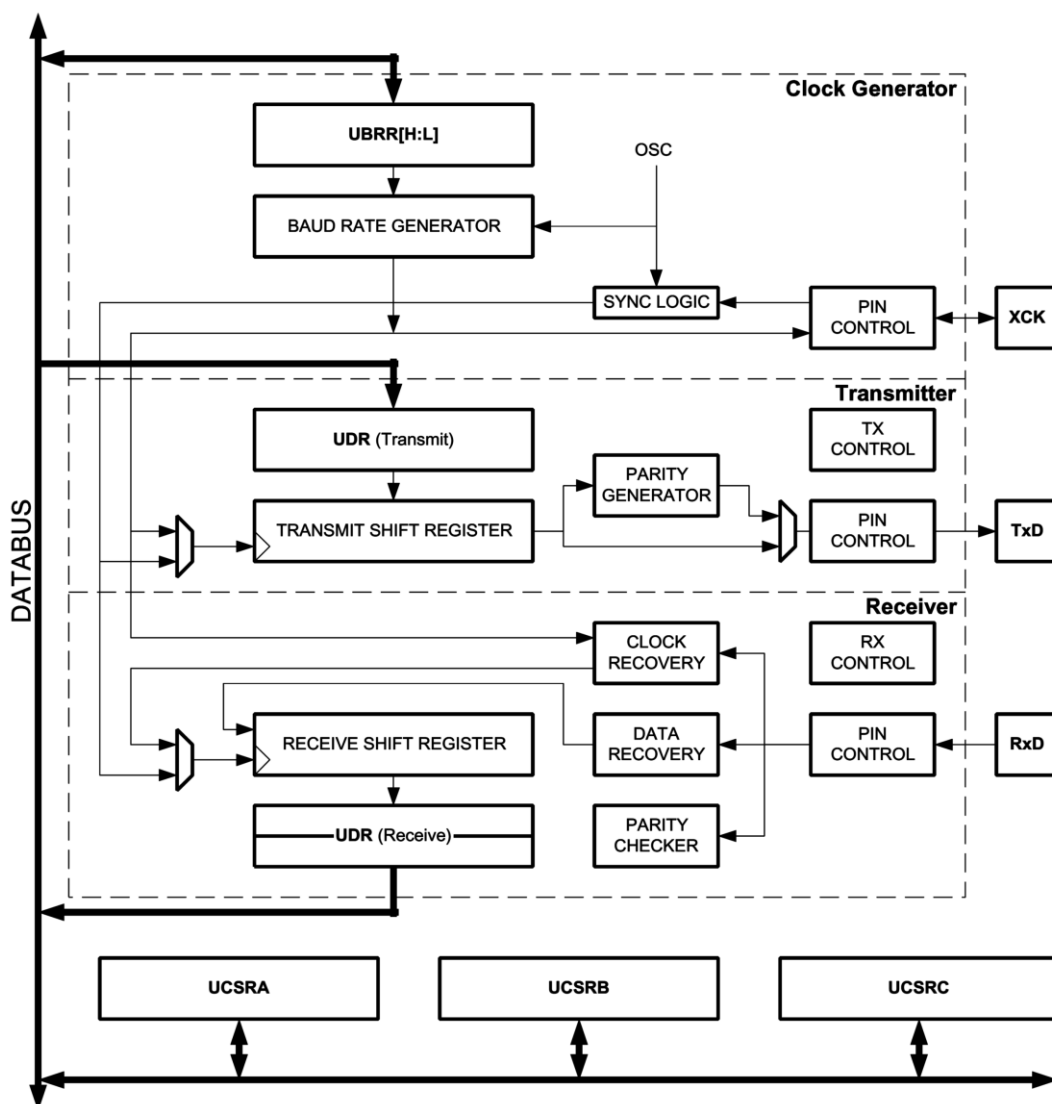 Clock Generator
UBRR[H:L]
OSC
BAUD RATE GENERATOR
SYNC LOGIC
PIN
CONTROL
XCK
DATABUS
Transmitter
UDR (Transmit)
TX
CONTROL
PARITY
GENERATOR
TRANSMIT SHIFT REGISTER
PIN
CONTROL
TxD
Receiver
CLOCK
RECOVERY
RX
CONTROL
RECEIVE SHIFT REGISTER
DATA
RECOVERY
PIN
CONTROL
RxD
UDR (Receive)
PARITY
CHECKER
UCSRA
UCSRB
UCSRC